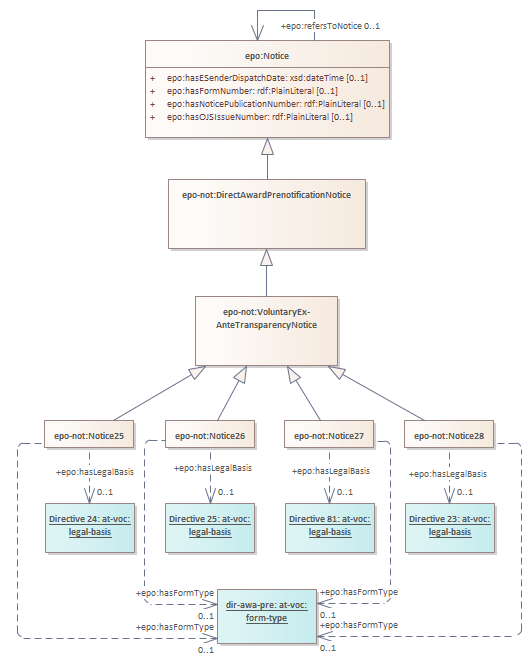 +epo:refersToNotice 0..1
epo:Notice
+ epo:hasESenderDispatchDate: xsd:dateTime [0..1]
+ epo:hasFormNumber: rdf:PlainLiteral [0..1]
+ epo:hasNoticePublicationNumber: rdf:PlainLiteral [0..1]
+ epo:hasOJSIssueNumber: rdf:PlainLiteral [0..1]
epo-not:DirectAwardPrenotificationNotice
epo-not:VoluntaryEx-
AnteTransparencyNotice
epo-not:Notice25
epo-not:Notice26
epo-not:Notice27
epo-not:Notice28
+epo:hasLegalBasis
+epo:hasLegalBasis
+epo:hasLegalBasis
+epo:hasLegalBasis
0..1
0..1
0..1
0..1
Directive 24: at-voc:
legal-basis
Directive 25: at-voc:
legal-basis
Directive 81: at-voc:
legal-basis
Directive 23: at-voc:
legal-basis
+epo:hasFormType
0..1
+epo:hasFormType
0..1
dir-awa-pre: at-voc:
form-type
+epo:hasFormType
0..1
+epo:hasFormType
0..1